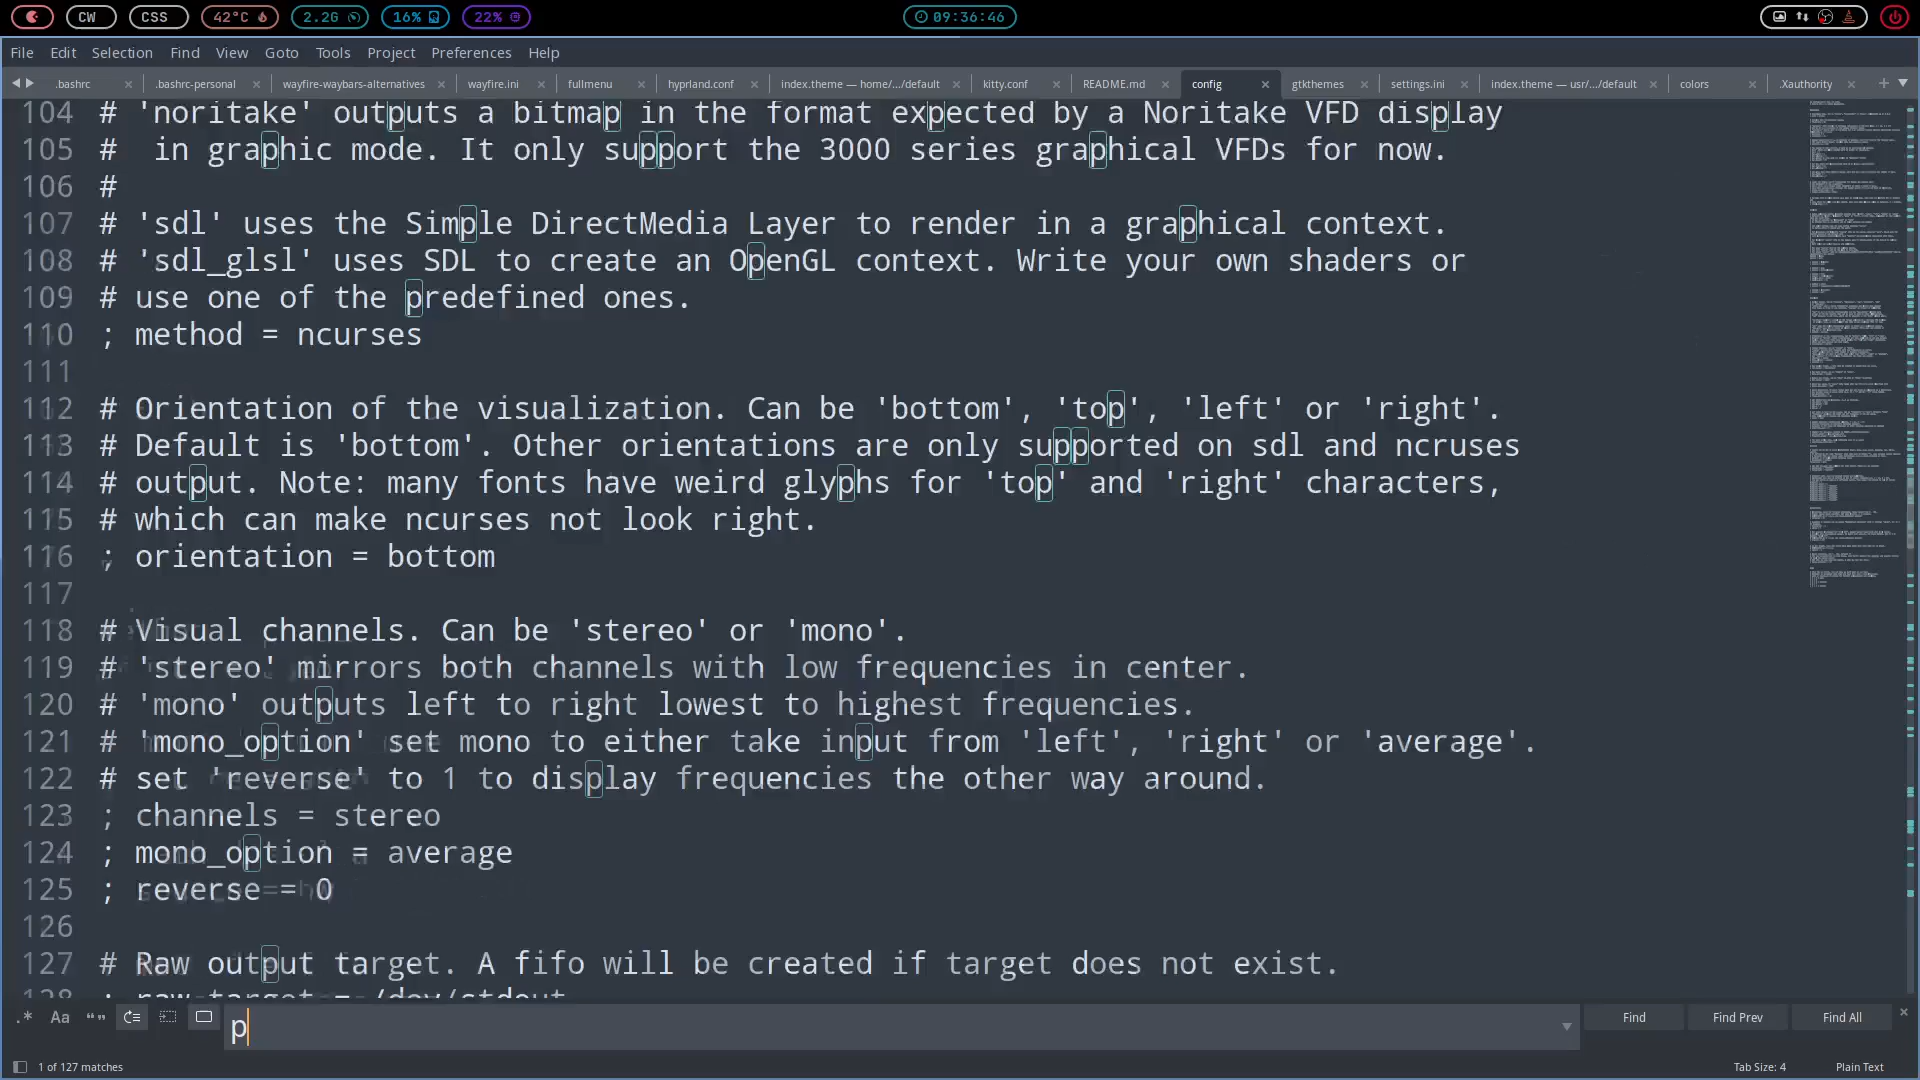 CW CSS 42°C 2.2G 16% 22% 09:36:46
File Edit Selection Find View Goto Tools Project Preferences Help
.bashrc .bashrc-personal wayfire-waybars-alternatives wayfire.ini fullmenu hyprland.conf index.theme — home/.../default kitty.conf README.md config gtkthemes settings.ini index.theme — usr/.../default colors .Xauthority
104 # 'noritake' outputs a bitmap in the format expected by a Noritake VFD display
105 #  in graphic mode. It only support the 3000 series graphical VFDs for now.
106 #
107 # 'sdl' uses the Simple DirectMedia Layer to render in a graphical context.
108 # 'sdl_glsl' uses SDL to create an OpenGL context. Write your own shaders or
109 # use one of the predefined ones.
110 ; method = ncurses
111
112 # Orientation of the visualization. Can be 'bottom', 'top', 'left' or 'right'.
113 # Default is 'bottom'. Other orientations are only supported on sdl and ncruses
114 # output. Note: many fonts have weird glyphs for 'top' and 'right' characters,
115 # which can make ncurses not look right.
116 ; orientation = bottom
117
118 # Visual channels. Can be 'stereo' or 'mono'.
119 # 'stereo' mirrors both channels with low frequencies in center.
120 # 'mono' outputs left to right lowest to highest frequencies.
121 # 'mono_option' set mono to either take input from 'left', 'right' or 'average'.
122 # set 'reverse' to 1 to display frequencies the other way around.
123 ; channels = stereo
124 ; mono_option = average
125 ; reverse = 0
126
127 # Raw output target. A fifo will be created if target does not exist.
128 ; raw_target = /dev/stdout
.* Aa "" p Find Find Prev Find All
1 of 127 matches Tab Size: 4 Plain Text